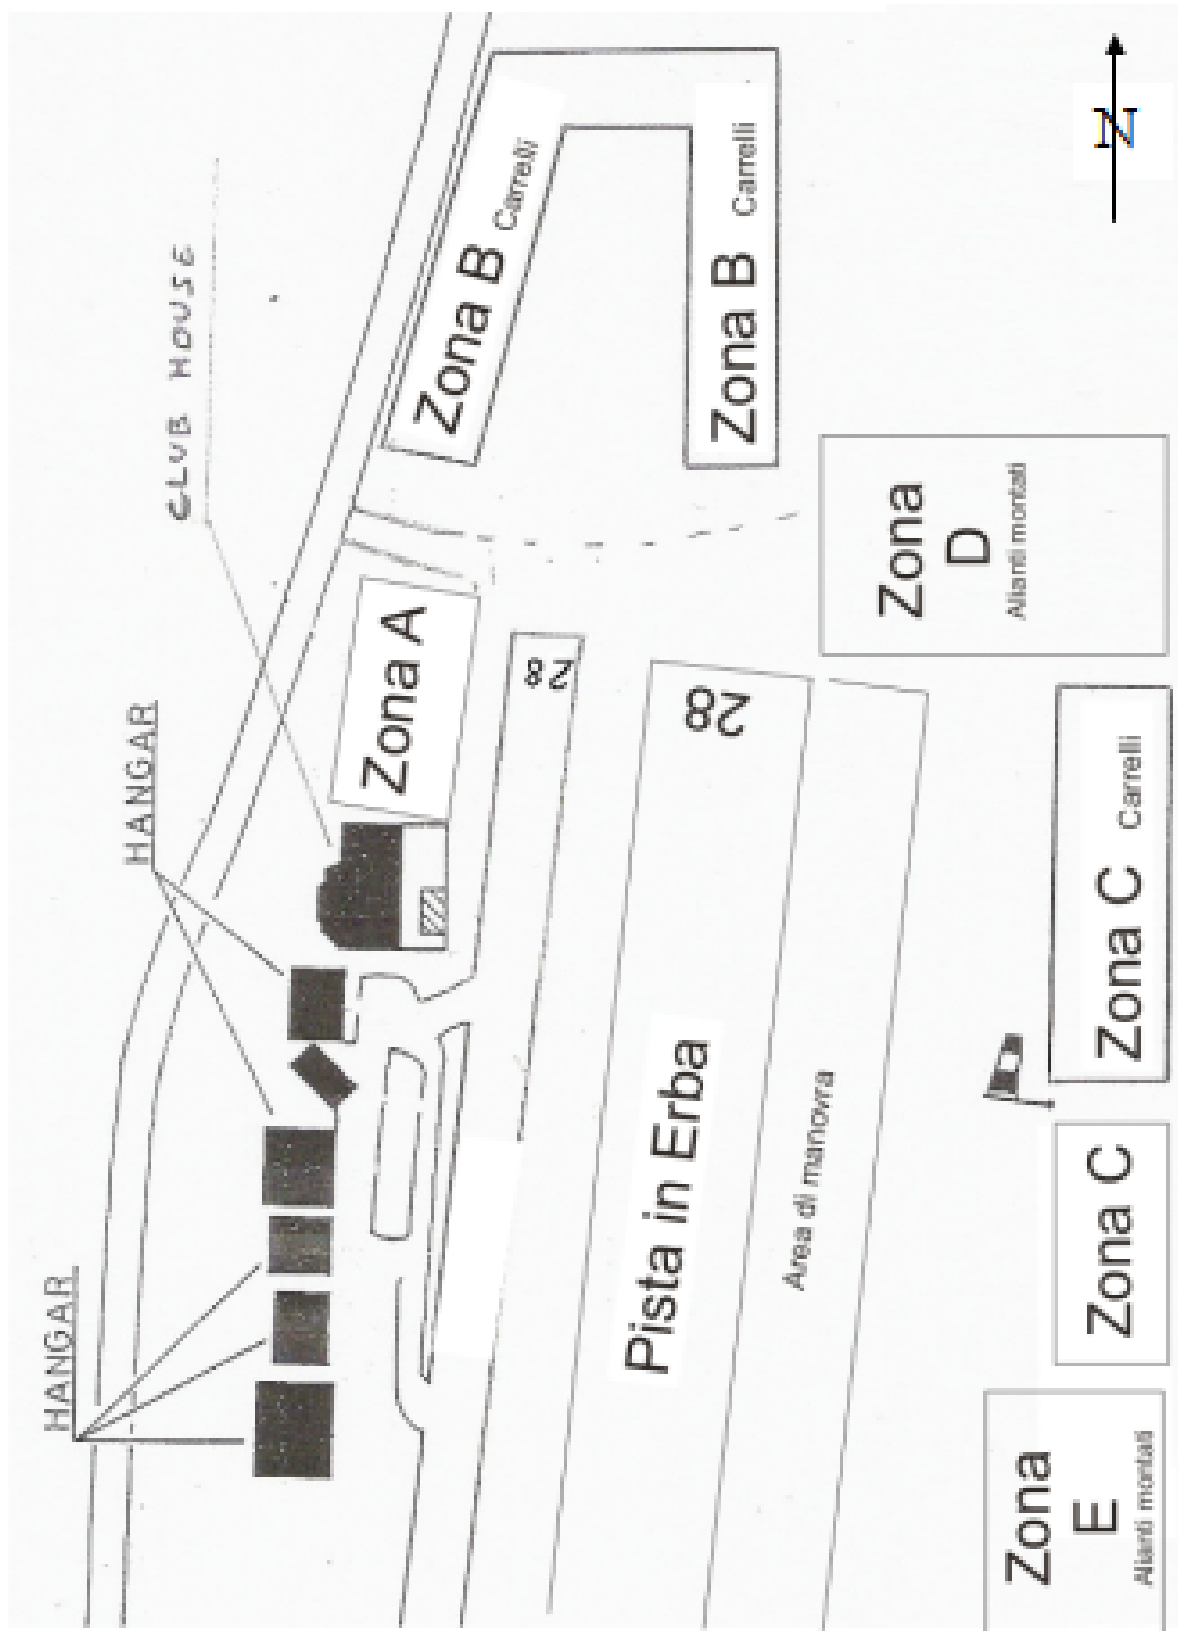 N
CLUB HOUSE
HANGAR
HANGAR
Zona B Carrelli
Zona B Carrelli
Zona A
28
28
Zona
D
Alianti montati
Pista in Erba
Area di manovra
Zona C Carrelli
Zona C
Zona
E
Alianti montati